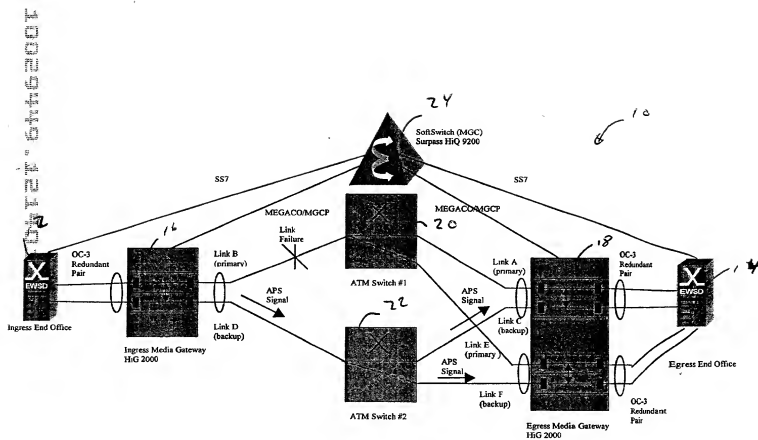 24
SoftSwitch (MGC)
Surpass HiQ 9200
10
SS7
SS7
MEGACO/MGCP
MEGACO/MGCP
2
16
20
18
Link
Failure
OC-3
Redundant
Pair
Link B
(primary)
Link A
(primary)
OC-3
Redundant
Pair
EWSD
Ingress End Office
APS
Signal
ATM Switch #1
APS
Signal
EWSD
14
22
Link D
(backup)
Link C
(backup)
Link E
(primary)
Ingress Media Gateway
HiG 2000
APS
Signal
Egress End Office
Link F
(backup)
OC-3
Redundant
Pair
ATM Switch #2
Egress Media Gateway
HiG 2000